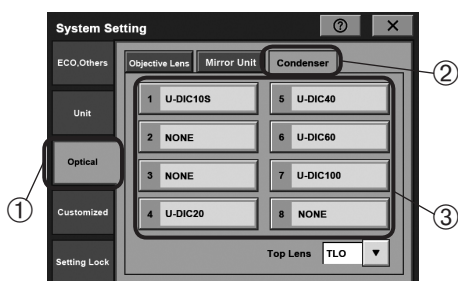 System Setting
?
X
ECO,Others
Unit
Optical
Customized
Setting Lock
Objective Lens
Mirror Unit
Condenser
1 U-DIC10S
2 NONE
3 NONE
4 U-DIC20
5 U-DIC40
6 U-DIC60
7 U-DIC100
8 NONE
Top Lens TLO ▼
①
②
③